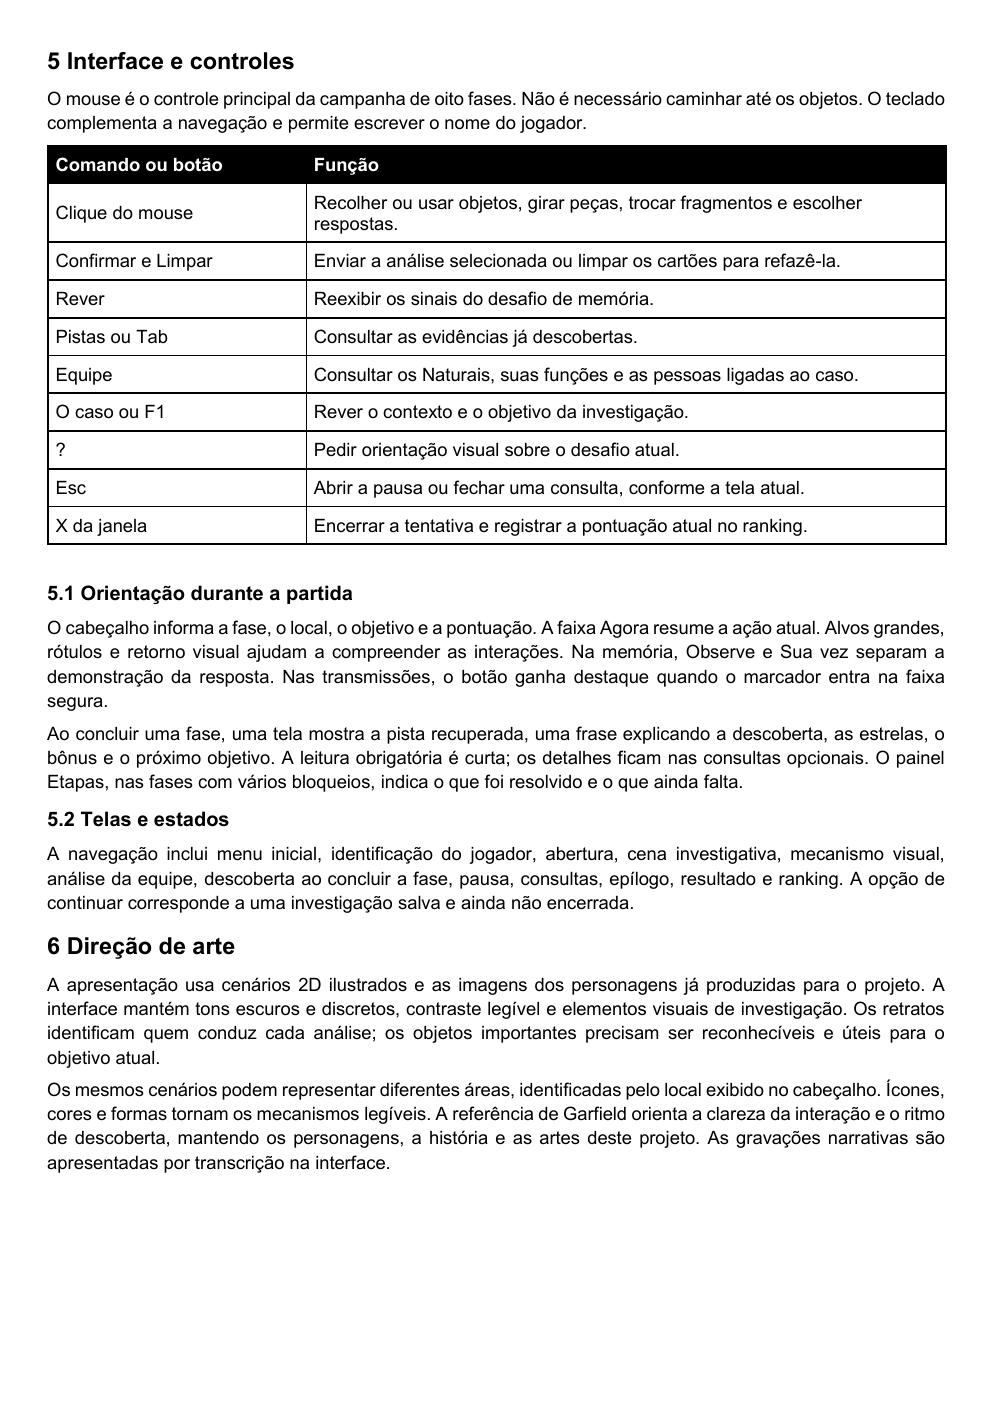 5 Interface e controles
O mouse é o controle principal da campanha de oito fases. Não é necessário caminhar até os objetos. O teclado
complementa a navegação e permite escrever o nome do jogador.
Comando ou botão Função
Clique do mouse Recolher ou usar objetos, girar peças, trocar fragmentos e escolher
respostas.
Confirmar e Limpar Enviar a análise selecionada ou limpar os cartões para refazê-la.
Rever Reexibir os sinais do desafio de memória.
Pistas ou Tab Consultar as evidências já descobertas.
Equipe Consultar os Naturais, suas funções e as pessoas ligadas ao caso.
O caso ou F1 Rever o contexto e o objetivo da investigação.
? Pedir orientação visual sobre o desafio atual.
Esc Abrir a pausa ou fechar uma consulta, conforme a tela atual.
X da janela Encerrar a tentativa e registrar a pontuação atual no ranking.
5.1 Orientação durante a partida
O cabeçalho informa a fase, o local, o objetivo e a pontuação. A faixa Agora resume a ação atual. Alvos grandes,
rótulos e retorno visual ajudam a compreender as interações. Na memória, Observe e Sua vez separam a
demonstração da resposta. Nas transmissões, o botão ganha destaque quando o marcador entra na faixa
segura.
Ao concluir uma fase, uma tela mostra a pista recuperada, uma frase explicando a descoberta, as estrelas, o
bônus e o próximo objetivo. A leitura obrigatória é curta; os detalhes ficam nas consultas opcionais. O painel
Etapas, nas fases com vários bloqueios, indica o que foi resolvido e o que ainda falta.
5.2 Telas e estados
A navegação inclui menu inicial, identificação do jogador, abertura, cena investigativa, mecanismo visual,
análise da equipe, descoberta ao concluir a fase, pausa, consultas, epílogo, resultado e ranking. A opção de
continuar corresponde a uma investigação salva e ainda não encerrada.
6 Direção de arte
A apresentação usa cenários 2D ilustrados e as imagens dos personagens já produzidas para o projeto. A
interface mantém tons escuros e discretos, contraste legível e elementos visuais de investigação. Os retratos
identificam quem conduz cada análise; os objetos importantes precisam ser reconhecíveis e úteis para o
objetivo atual.
Os mesmos cenários podem representar diferentes áreas, identificadas pelo local exibido no cabeçalho. Ícones,
cores e formas tornam os mecanismos legíveis. A referência de Garfield orienta a clareza da interação e o ritmo
de descoberta, mantendo os personagens, a história e as artes deste projeto. As gravações narrativas são
apresentadas por transcrição na interface.